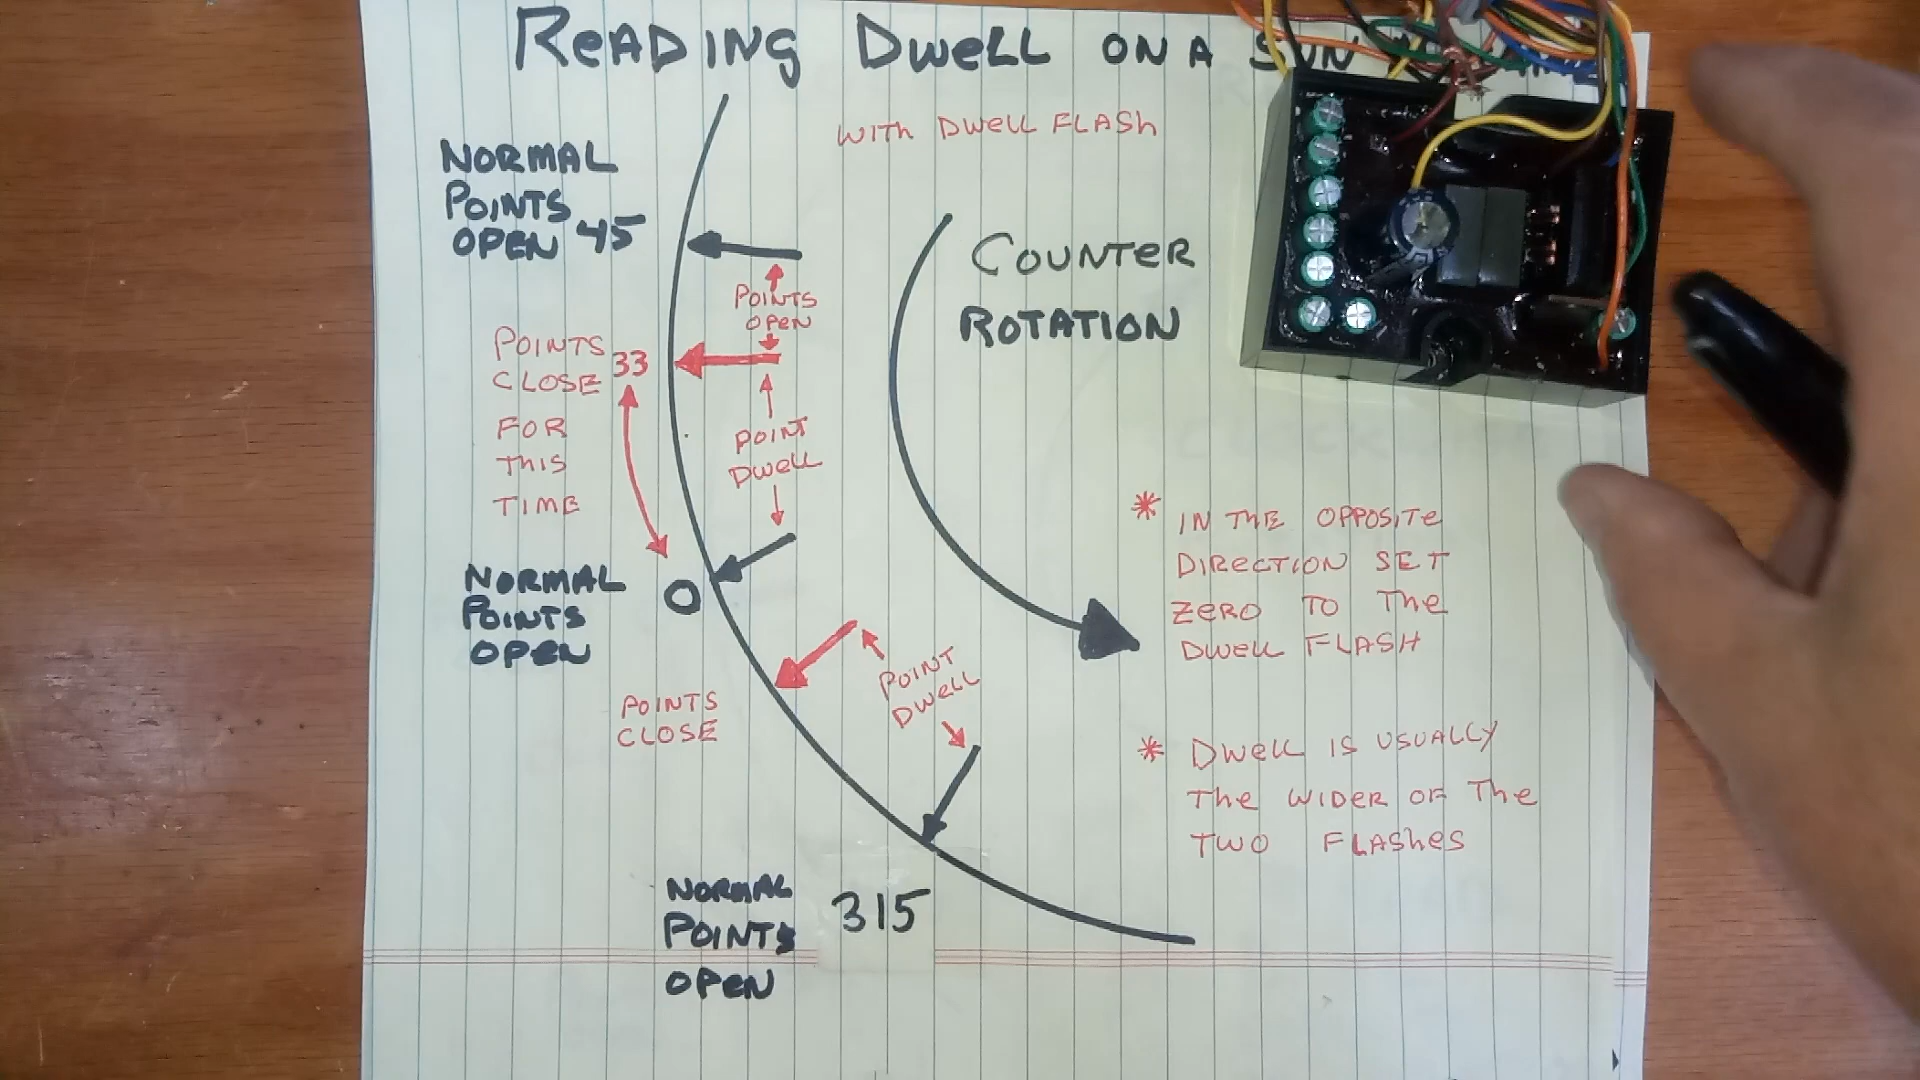 READING DWELL ON A SUN
WITH DWELL FLASH
NORMAL
POINTS
OPEN 45
COUNTER
ROTATION
POINTS
OPEN
POINTS
CLOSE 33
FOR
THIS
TIME
POINT
DWELL
NORMAL
POINTS
OPEN
0
POINTS
CLOSE
POINT
DWELL
* IN THE OPPOSITE
DIRECTION SET
ZERO TO THE
DWELL FLASH
* DWELL IS USUALLY
THE WIDER OF THE
TWO FLASHES
NORMAL
POINTS
OPEN
315